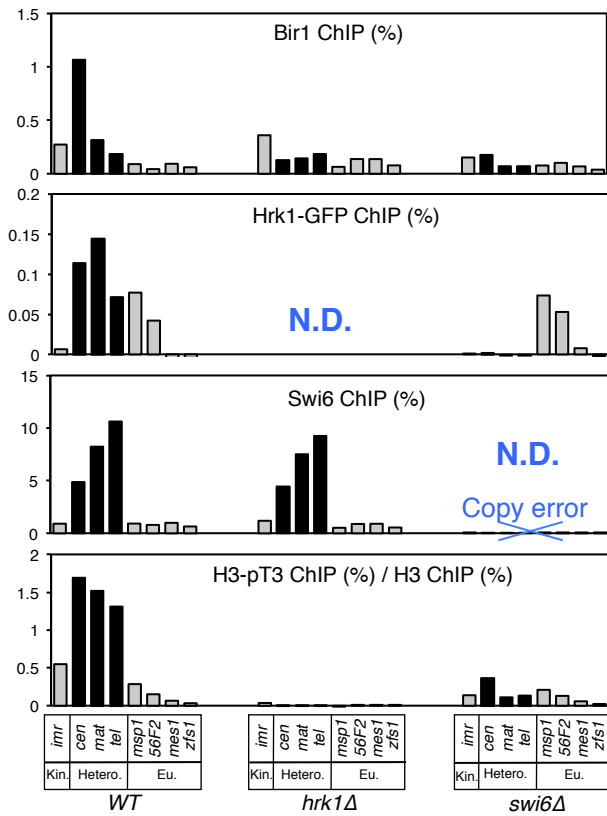 Bir1 ChIP (%)
1.5
1
0.5
0
Hrk1-GFP ChIP (%)
0.2
0.15
0.1
0.05
0
N.D.
Swi6 ChIP (%)
15
10
5
0
N.D.
Copy error
H3-pT3 ChIP (%) / H3 ChIP (%)
2
1.5
1
0.5
0
imr cen mat tel msp1 56F2 mes1 zfs1
imr cen mat tel msp1 56F2 mes1 zfs1
imr cen mat tel msp1 56F2 mes1 zfs1
Kin. Hetero. Eu. Kin. Hetero. Eu. Kin. Hetero. Eu.
WT hrk1Δ swi6Δ